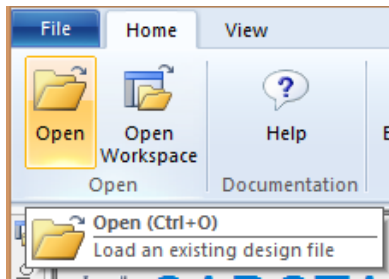 File Home View
Open Open Workspace Help
Open Documentation
Open (Ctrl+O)
Load an existing design file